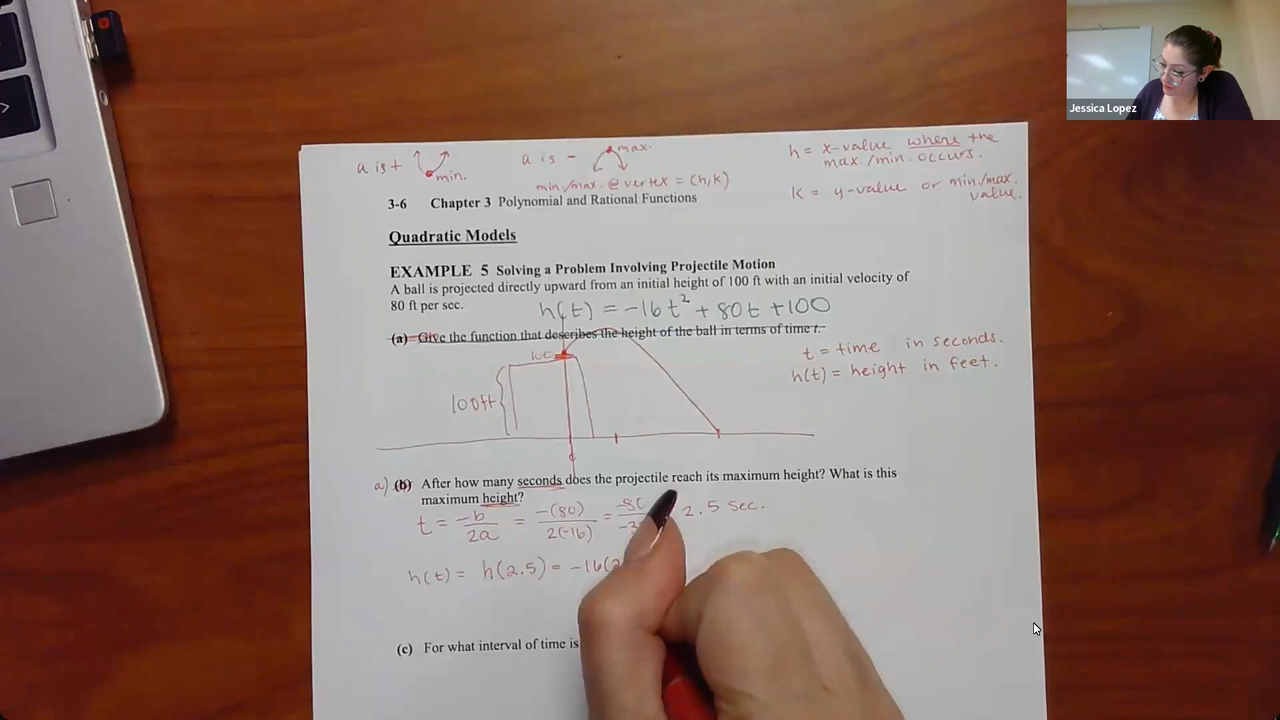 Jessica Lopez
a is + min.
a is - max.
min./max. @ vertex = (h,k)
h = x-value where the
max./min. occurs.
k = y-value or min./max.
value.
3-6 Chapter 3 Polynomial and Rational Functions
Quadratic Models
EXAMPLE 5 Solving a Problem Involving Projectile Motion
A ball is projected directly upward from an initial height of 100 ft with an initial velocity of
80 ft per sec.
h(t) = -16t² + 80t + 100
(a) Give the function that describes the height of the ball in terms of time t.
t = time in seconds.
h(t) = height in feet.
100ft
a) (b) After how many seconds does the projectile reach its maximum height? What is this
maximum height?
t = -b/2a = -(80)/2(-16) = 2.5 sec.
h(t) = h(2.5) = -16(2
(c) For what interval of time is